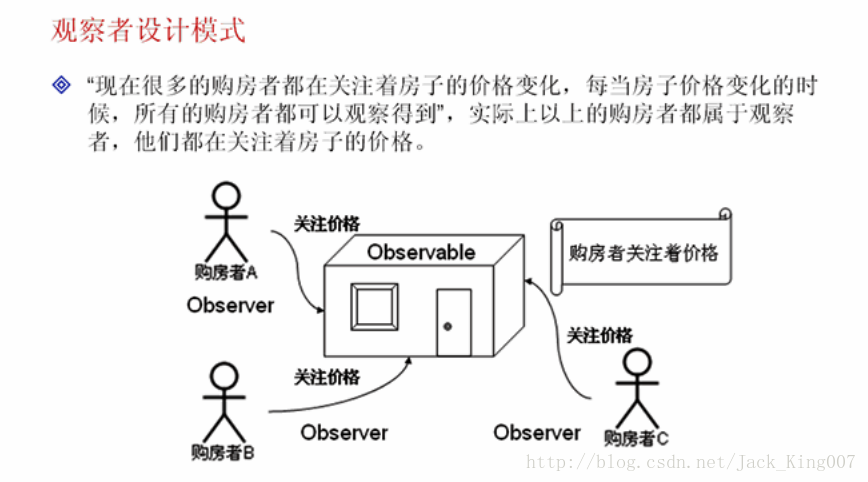 观察者设计模式
“现在很多的购房者都在关注着房子的价格变化，每当房子价格变化的时
候，所有的购房者都可以观察得到”，实际上以上的购房者都属于观察
者，他们都在关注着房子的价格。
关注价格
Observable
购房者关注着价格
购房者A
Observer
关注价格
关注价格
购房者B
Observer
Observer
购房者C
http://blog.csdn.net/Jack_King007